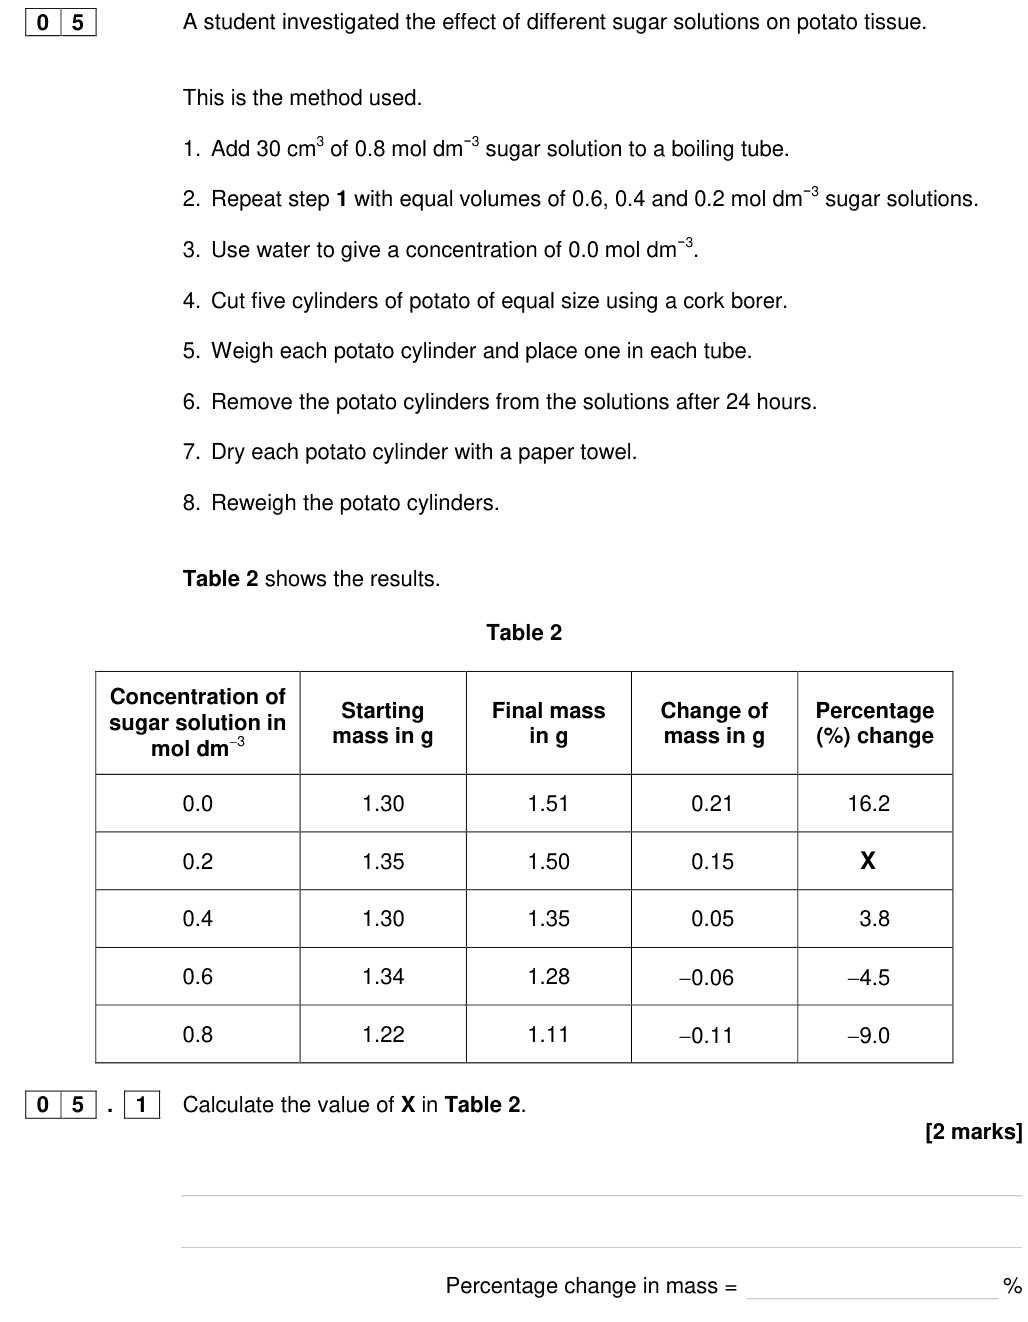 0 5 A student investigated the effect of different sugar solutions on potato tissue.
This is the method used.
1. Add 30 cm³ of 0.8 mol dm⁻³ sugar solution to a boiling tube.
2. Repeat step 1 with equal volumes of 0.6, 0.4 and 0.2 mol dm⁻³ sugar solutions.
3. Use water to give a concentration of 0.0 mol dm⁻³.
4. Cut five cylinders of potato of equal size using a cork borer.
5. Weigh each potato cylinder and place one in each tube.
6. Remove the potato cylinders from the solutions after 24 hours.
7. Dry each potato cylinder with a paper towel.
8. Reweigh the potato cylinders.
Table 2 shows the results.
Table 2
Concentration of sugar solution in mol dm⁻³ Starting mass in g Final mass in g Change of mass in g Percentage (%) change
0.0 1.30 1.51 0.21 16.2
0.2 1.35 1.50 0.15 X
0.4 1.30 1.35 0.05 3.8
0.6 1.34 1.28 –0.06 –4.5
0.8 1.22 1.11 –0.11 –9.0
0 5 . 1 Calculate the value of X in Table 2.
[2 marks]
Percentage change in mass = %